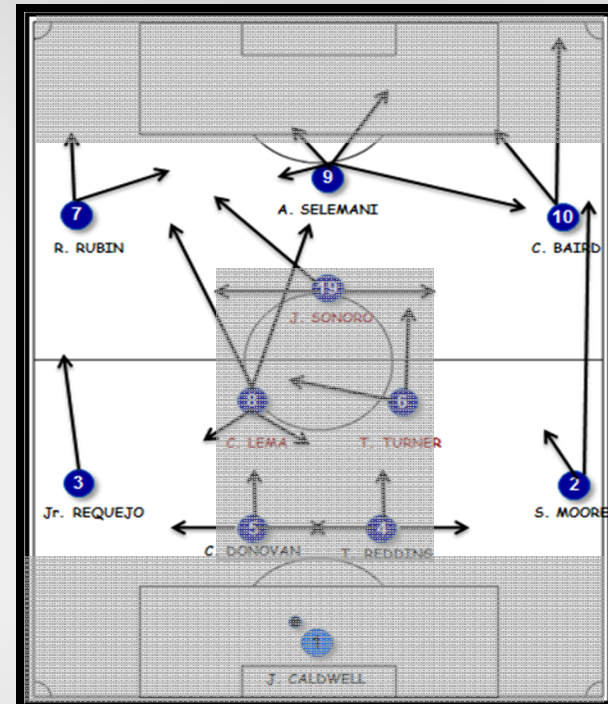 9
A. SELEMANI
7
R. RUBIN
10
C. BAIRD
19
J. SONORO
8
C. LEMA
6
T. TURNER
3
Jr. REQUEJO
2
S. MOORE
5
C. DONOVAN
4
T. REDDING
1
J. CALDWELL